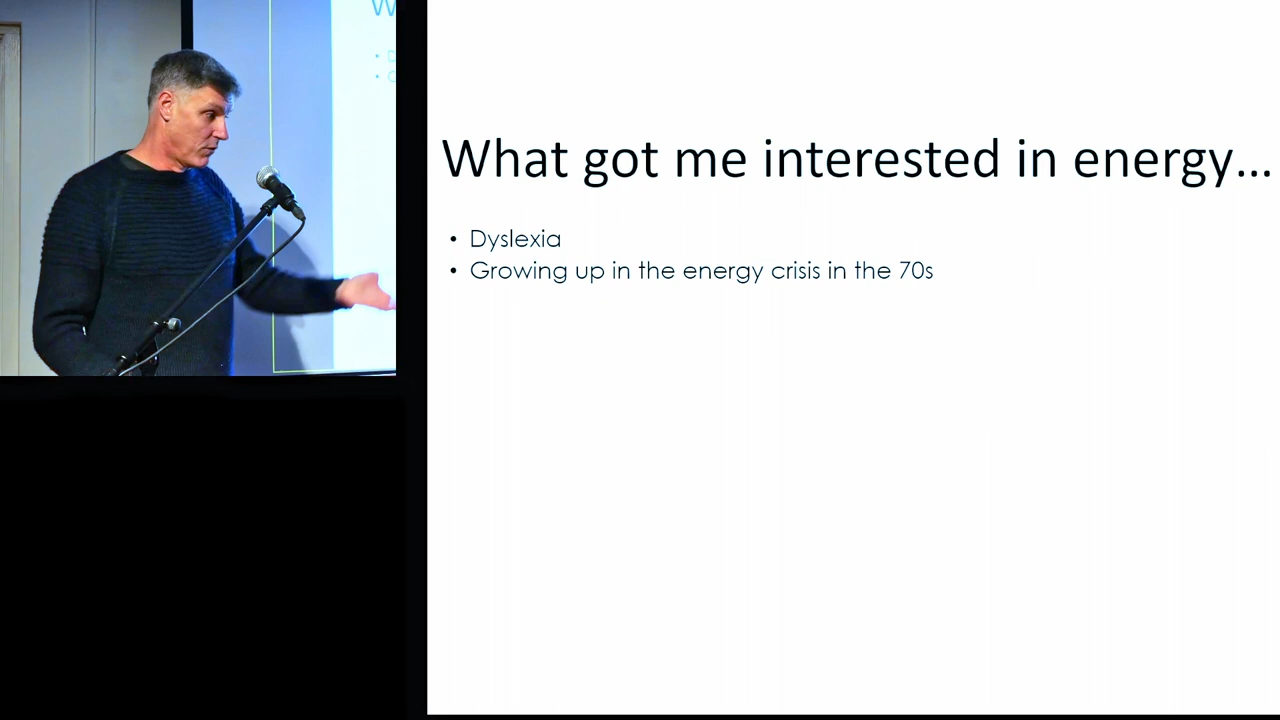 What got me interested in energy...
• Dyslexia
• Growing up in the energy crisis in the 70s